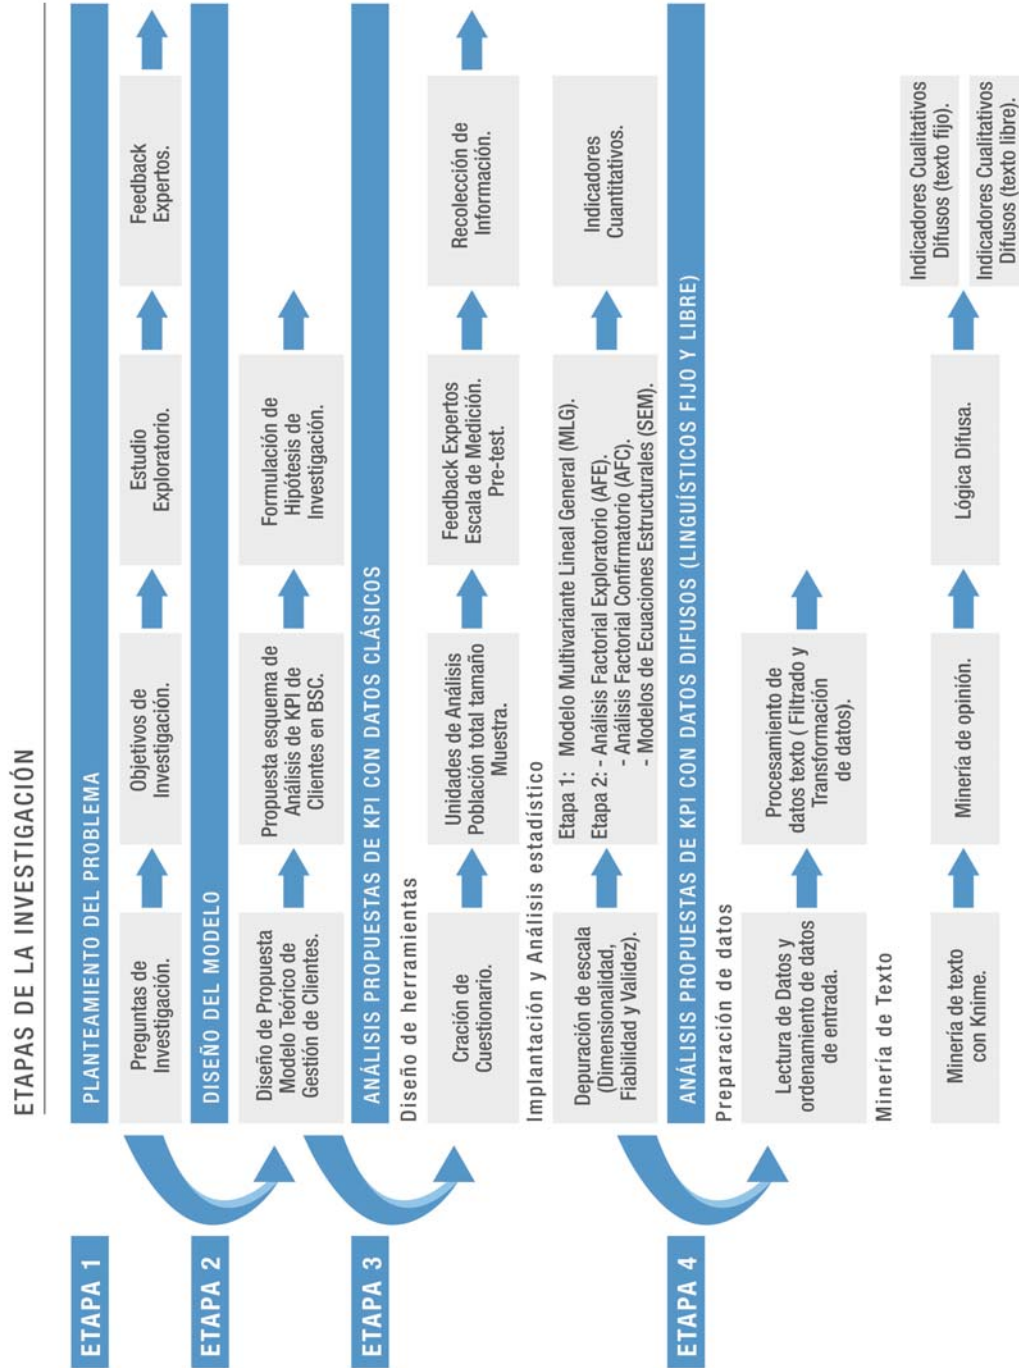 ETAPAS DE LA INVESTIGACIÓN
ETAPA 1
PLANTEAMIENTO DEL PROBLEMA
Preguntas de
Investigación.
Objetivos de
Investigación.
Estudio
Exploratorio.
Feedback
Expertos.
ETAPA 2
DISEÑO DEL MODELO
Diseño de Propuesta
Modelo Teórico de
Gestión de Clientes.
Propuesta esquema de
Análisis de KPI de
Clientes en BSC.
Formulación de
Hipótesis de
Investigación.
ETAPA 3
ANÁLISIS PROPUESTAS DE KPI CON DATOS CLÁSICOS
Diseño de herramientas
Cración de
Cuestionario.
Unidades de Análisis
Población total tamaño
Muestra.
Feedback Expertos
Escala de Medición.
Pre-test.
Recolección de
Información.
Implantación y Análisis estadístico
Depuración de escala
(Dimensionalidad,
Fiabilidad y Validez).
Etapa 1: Modelo Multivariante Lineal General (MLG).
Etapa 2: - Análisis Factorial Exploratorio (AFE).
- Análisis Factorial Confirmatorio (AFC).
- Modelos de Ecuaciones Estructurales (SEM).
Indicadores
Cuantitativos.
ETAPA 4
ANÁLISIS PROPUESTAS DE KPI CON DATOS DIFUSOS (LINGUÍSTICOS FIJO Y LIBRE)
Preparación de datos
Lectura de Datos y
ordenamiento de datos
de entrada.
Procesamiento de
datos texto ( Filtrado y
Transformación
de datos).
Minería de Texto
Minería de texto
con Knime.
Minería de opinión.
Lógica Difusa.
Indicadores Cualitativos
Difusos (texto fijo).
Indicadores Cualitativos
Difusos (texto libre).